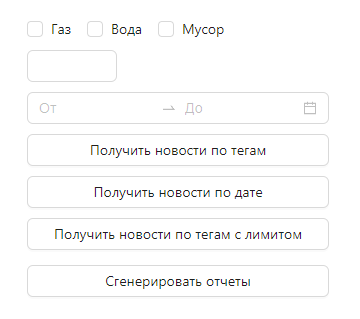 Газ Вода Мусор
От До
Получить новости по тегам
Получить новости по дате
Получить новости по тегам с лимитом
Сгенерировать отчеты